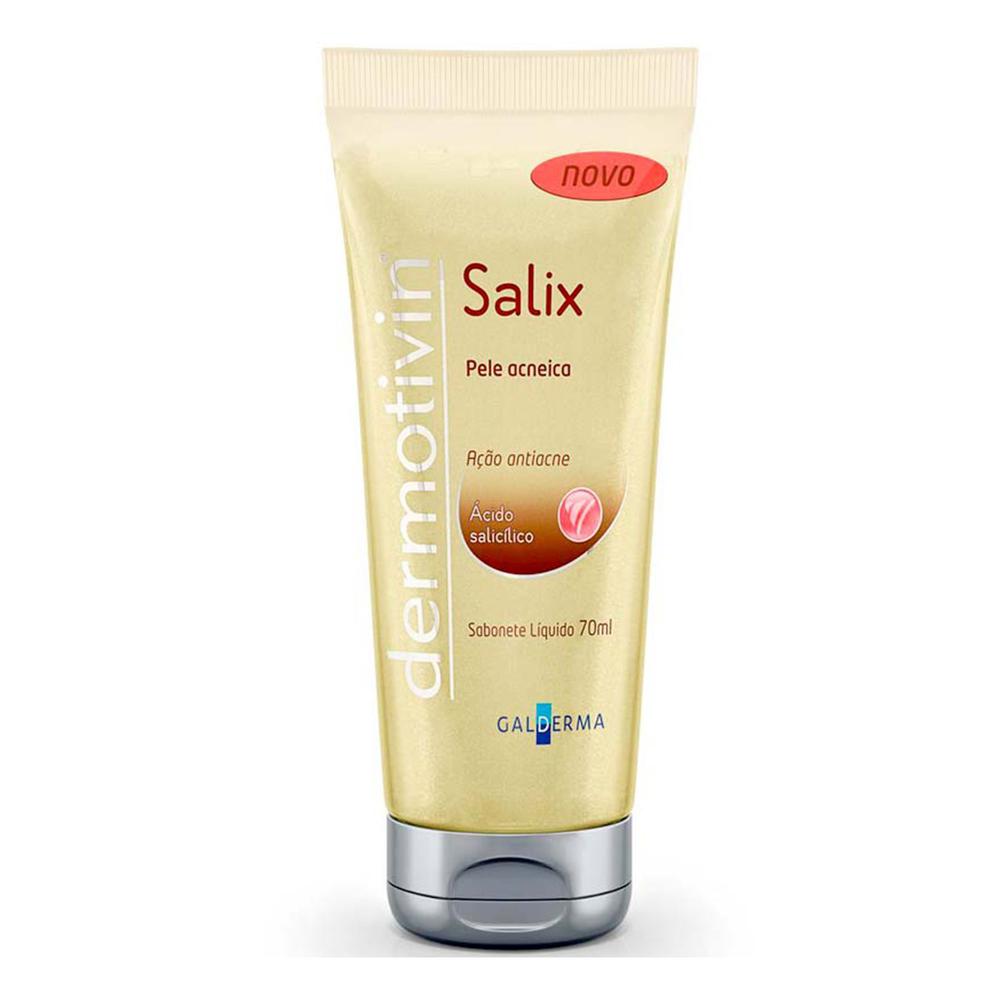 novo
dermotivin®
Salix
Pele acneica
Ação antiacne
Ácido
salicílico
Sabonete Líquido 70ml
GALDERMA